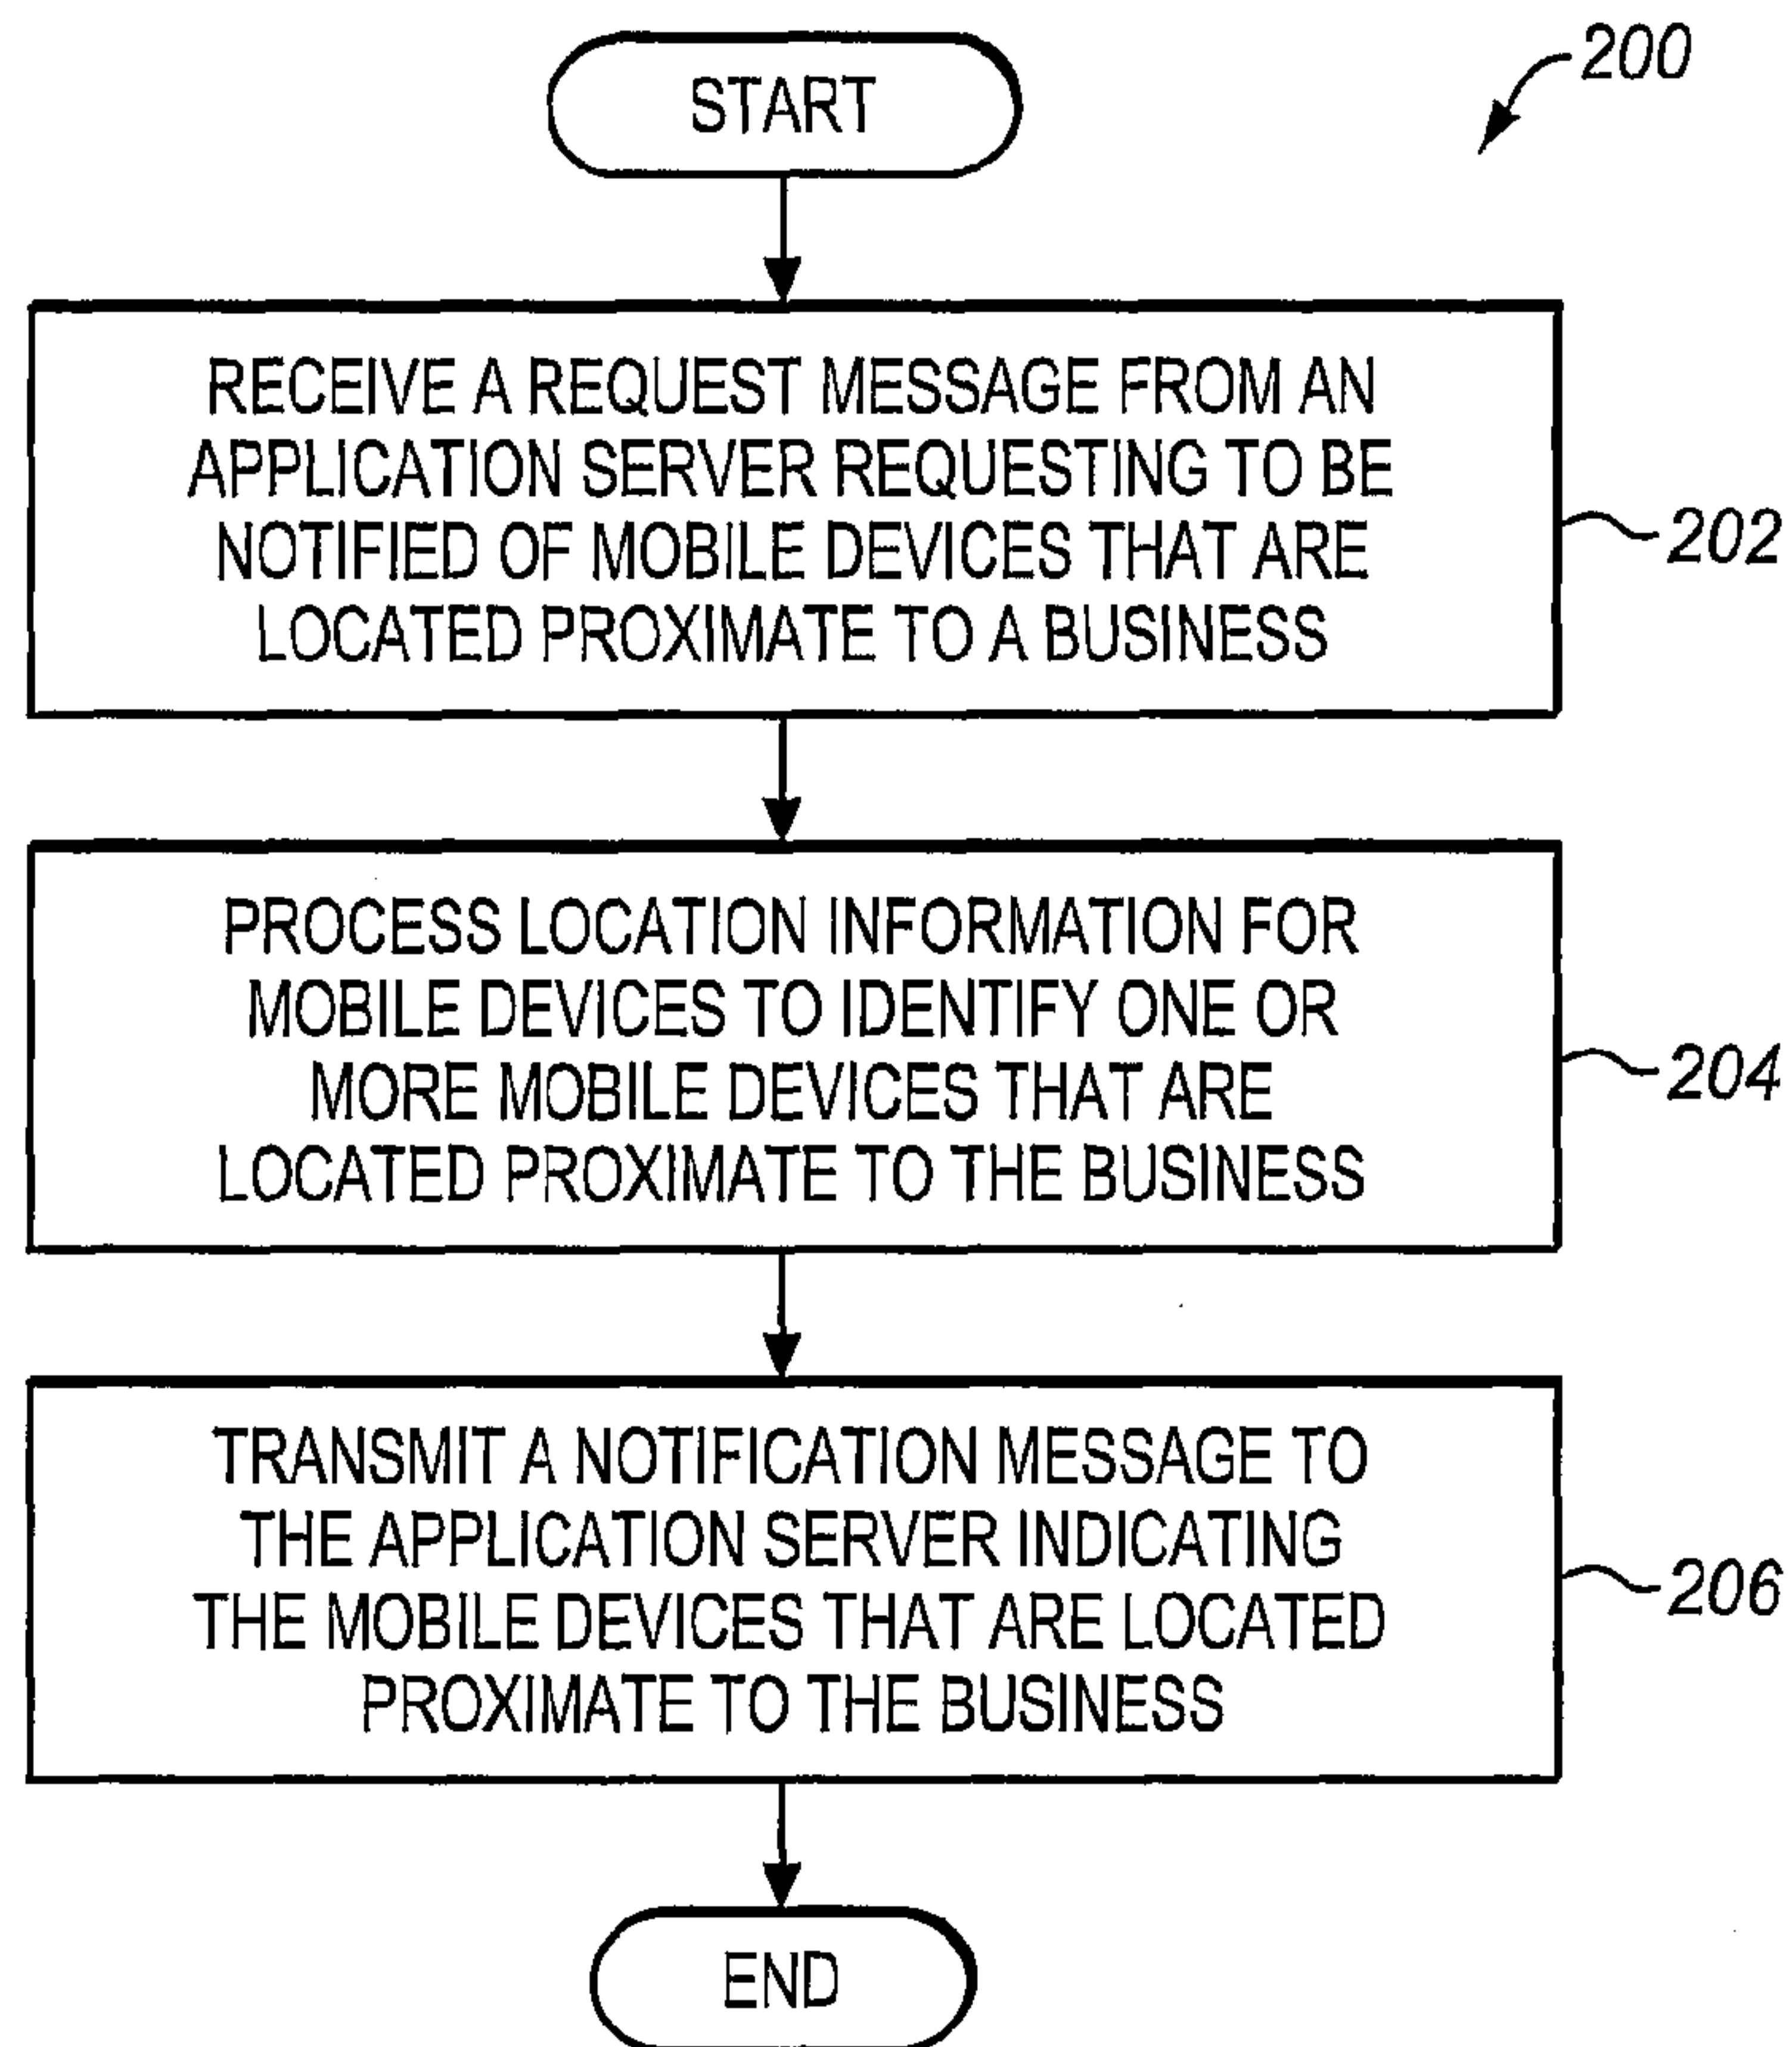 START
200
RECEIVE A REQUEST MESSAGE FROM AN
APPLICATION SERVER REQUESTING TO BE
NOTIFIED OF MOBILE DEVICES THAT ARE
LOCATED PROXIMATE TO A BUSINESS
202
PROCESS LOCATION INFORMATION FOR
MOBILE DEVICES TO IDENTIFY ONE OR
MORE MOBILE DEVICES THAT ARE
LOCATED PROXIMATE TO THE BUSINESS
204
TRANSMIT A NOTIFICATION MESSAGE TO
THE APPLICATION SERVER INDICATING
THE MOBILE DEVICES THAT ARE LOCATED
PROXIMATE TO THE BUSINESS
206
END